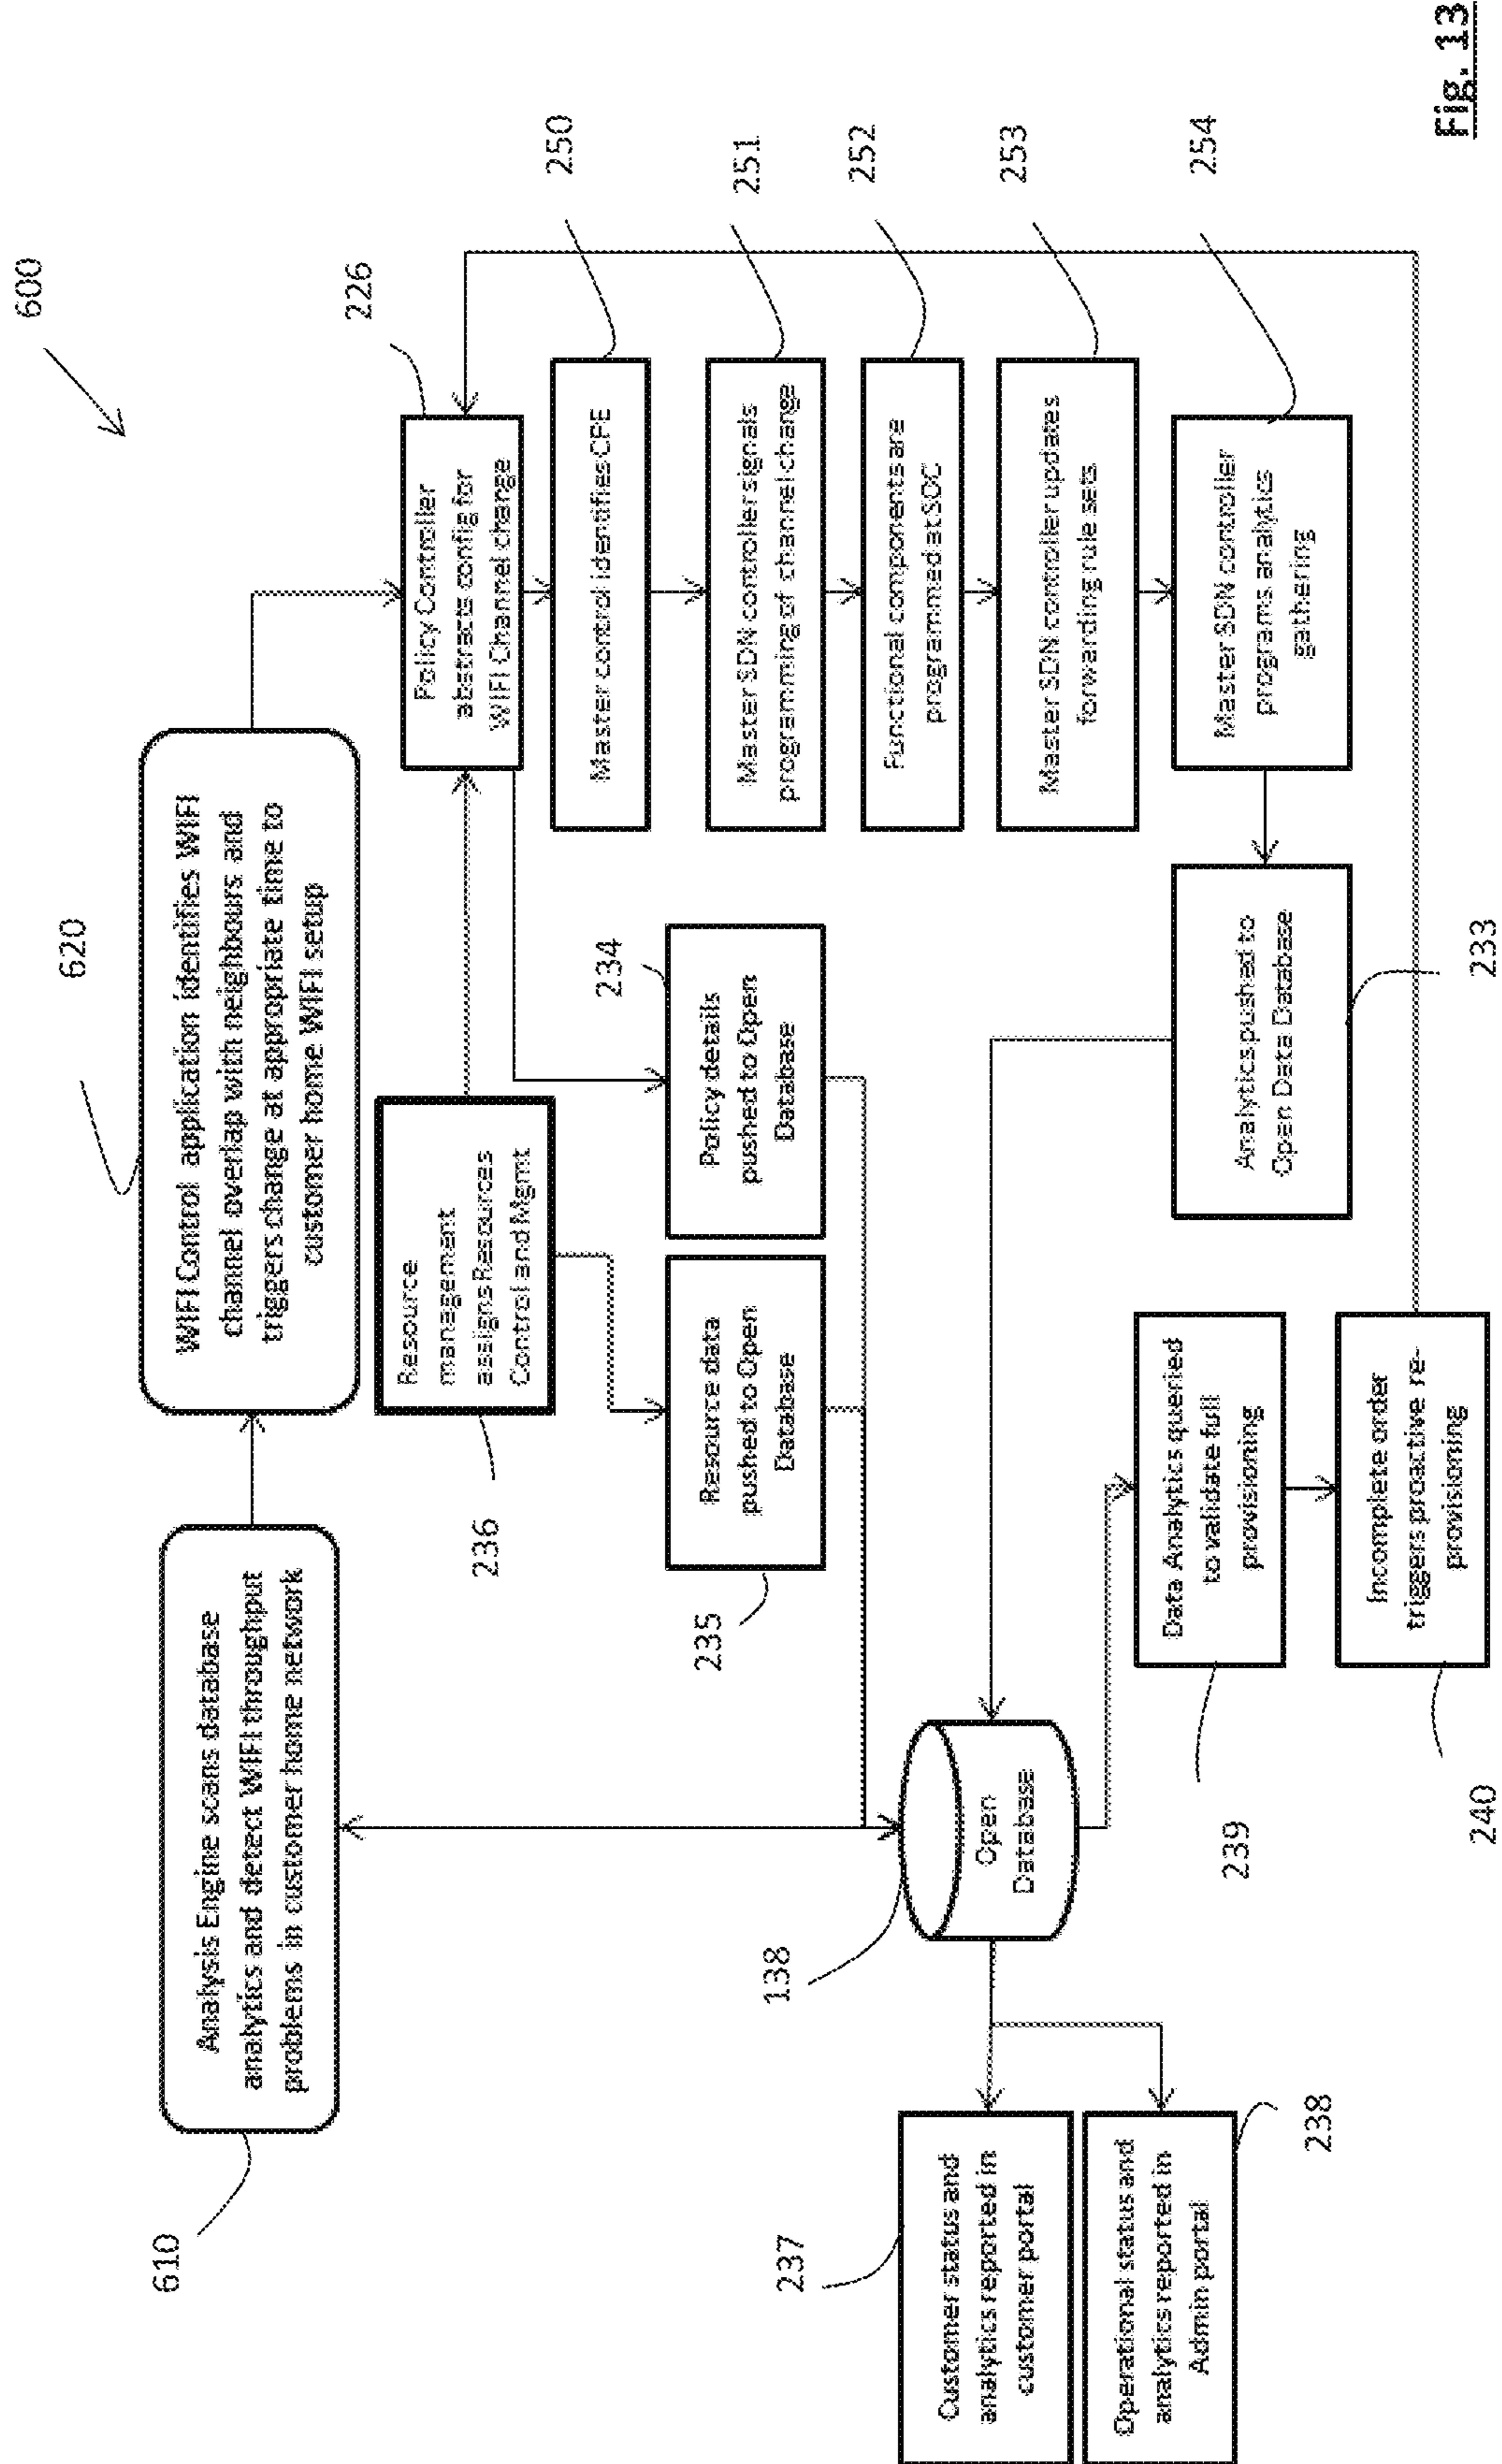 600
610
Analysis Engine scans database
analytics and detect WIFI throughput
problems in customer home network
620
WIFI Control application identifies WIFI
channel overlap with neighbours and
triggers change at appropriate time to
customer home WIFI setup
236
Resource
management
assigns Resources
Control and Mgmt
226
Policy Controller
abstracts config for
WIFI Channel change
250
Master control identifies CPE
251
Master SDN controller signals
programming of channel change
252
Functional components are
programed at SDC
253
Master SDN controller updates
forwarding rule sets
254
Master SDN controller
programs analytics
gathering
235
Resource data
pushed to Open
Database
234
Policy details
pushed to Open
Database
233
Analytics pushed to
Open Data Database
138
Open
Database
237
Customer status and
analytics reported in
customer portal
238
Operational status and
analytics reported in
Admin portal
239
Data Analytics queried
to validate full
provisioning
240
Incomplete order
triggers proactive re-
provisioning
Fig. 13